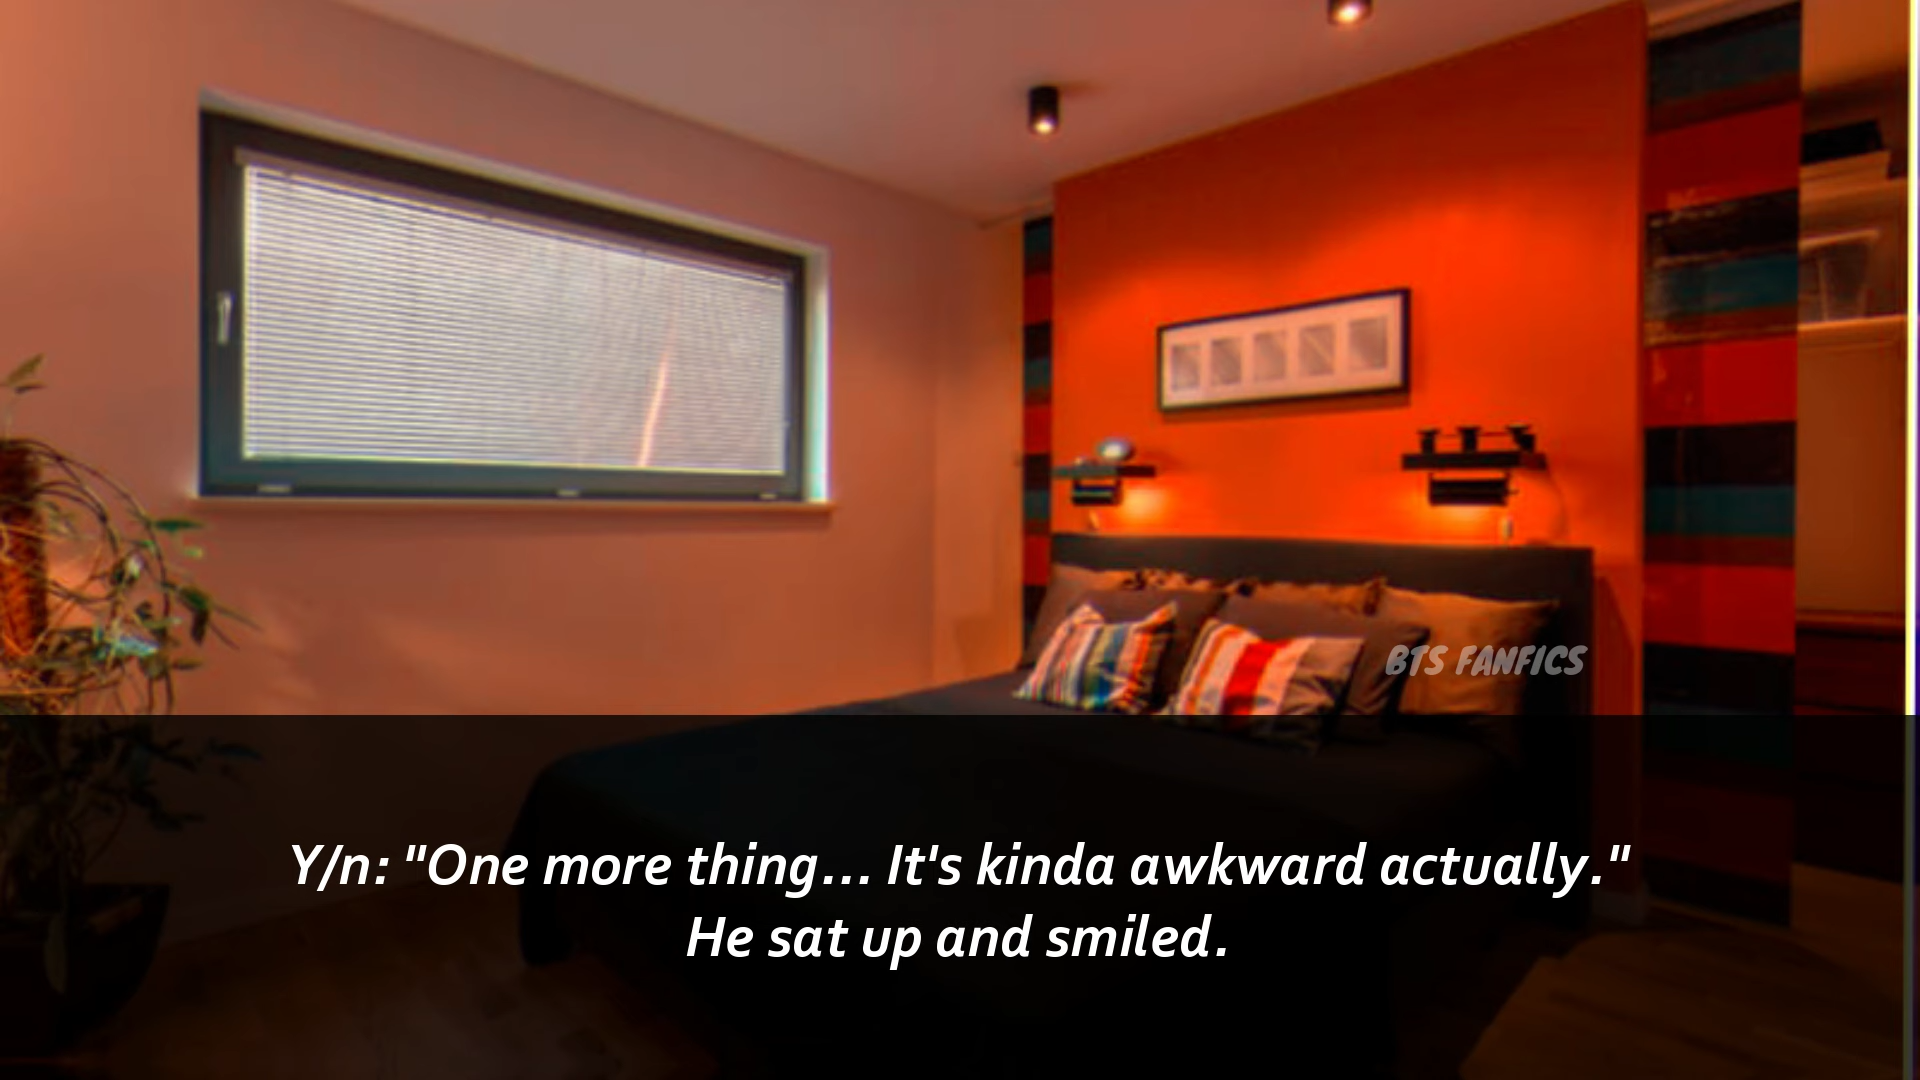 BTS FANFICS
Y/n: "One more thing... It's kinda awkward actually."
He sat up and smiled.